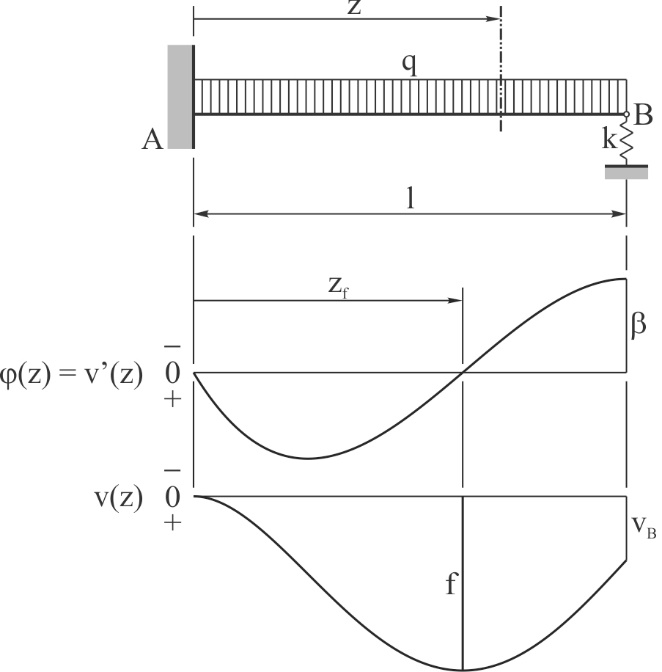 z
q
B
A
k
l
z_f
β
φ(z) = v’(z)
−
0
+
v(z)
−
0
+
v_B
f